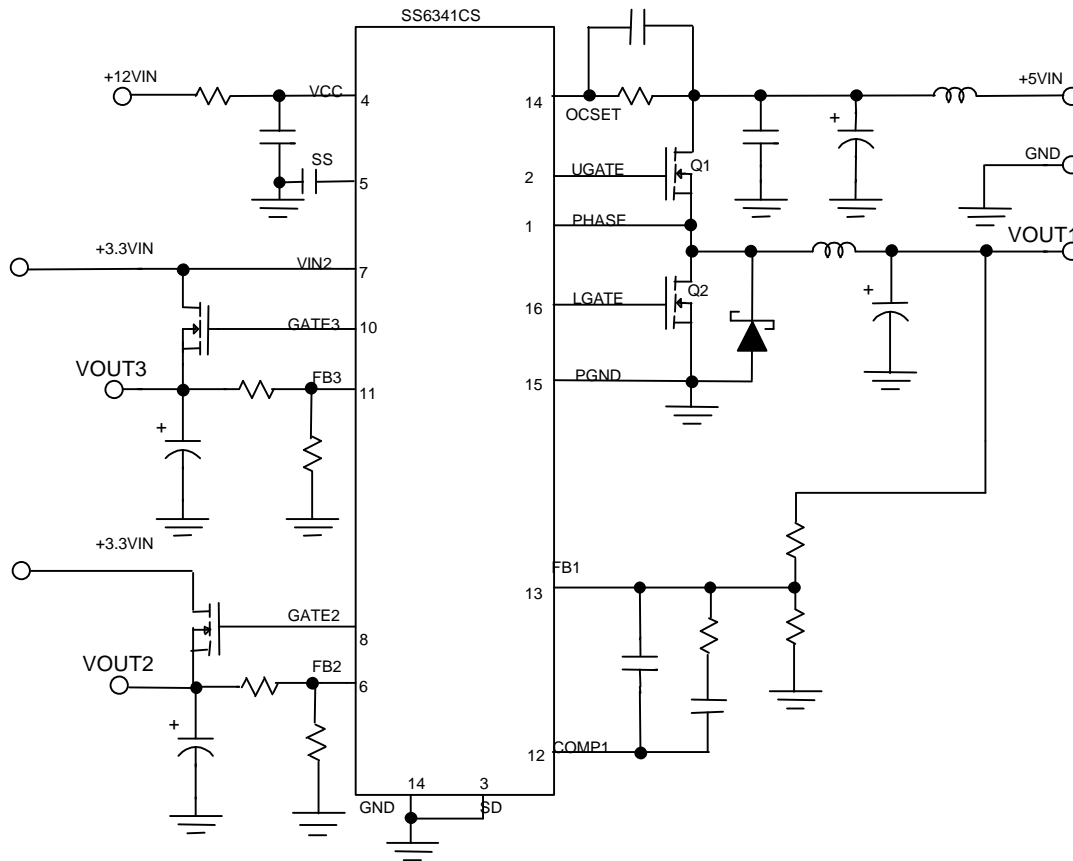 SS6341CS
+12VIN
VCC
4
SS
5
+3.3VIN
VIN2
7
GATE3
10
VOUT3
FB3
11
+
+3.3VIN
GATE2
8
VOUT2
FB2
6
+
14
OCSET
+5VIN
+
GND
2
UGATE
Q1
1
PHASE
VOUT1
16
LGATE
Q2
+
15
PGND
FB1
13
12
COMP1
14
3
GND
SD